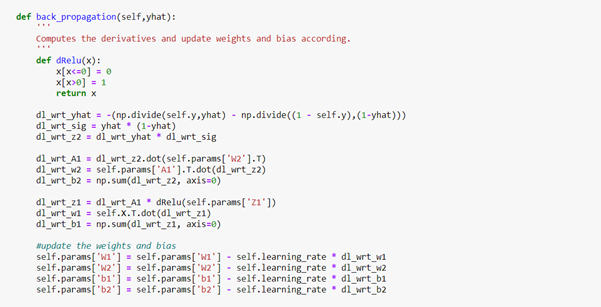 def back_propagation(self,yhat):
'''
Computes the derivatives and update weights and bias according.
'''
def dRelu(x):
x[x<=0] = 0
x[x>0] = 1
return x
dl_wrt_yhat = -(np.divide(self.y,yhat) - np.divide((1 - self.y),(1-yhat)))
dl_wrt_sig = yhat * (1-yhat)
dl_wrt_z2 = dl_wrt_yhat * dl_wrt_sig
dl_wrt_A1 = dl_wrt_z2.dot(self.params['W2'].T)
dl_wrt_w2 = self.params['A1'].T.dot(dl_wrt_z2)
dl_wrt_b2 = np.sum(dl_wrt_z2, axis=0)
dl_wrt_z1 = dl_wrt_A1 * dRelu(self.params['Z1'])
dl_wrt_w1 = self.X.T.dot(dl_wrt_z1)
dl_wrt_b1 = np.sum(dl_wrt_z1, axis=0)
#update the weights and bias
self.params['W1'] = self.params['W1'] - self.learning_rate * dl_wrt_w1
self.params['W2'] = self.params['W2'] - self.learning_rate * dl_wrt_w2
self.params['b1'] = self.params['b1'] - self.learning_rate * dl_wrt_b1
self.params['b2'] = self.params['b2'] - self.learning_rate * dl_wrt_b2